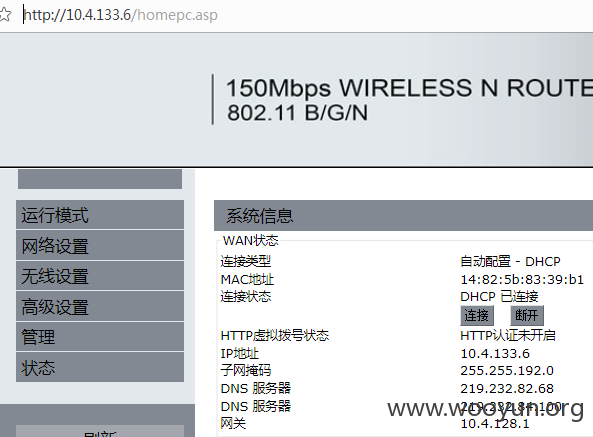 http://10.4.133.6/homepc.asp
150Mbps WIRELESS N ROUTE
802.11 B/G/N
运行模式
网络设置
无线设置
高级设置
管理
状态
刷新
系统信息
WAN状态
连接类型 自动配置 - DHCP
MAC地址 14:82:5b:83:39:b1
连接状态 DHCP 已连接
连接 断开
HTTP虚拟拨号状态 HTTP认证未开启
IP地址 10.4.133.6
子网掩码 255.255.192.0
DNS 服务器 219.232.82.68
DNS 服务器 219.232.84.100
网关 10.4.128.1
www.wooyun.org